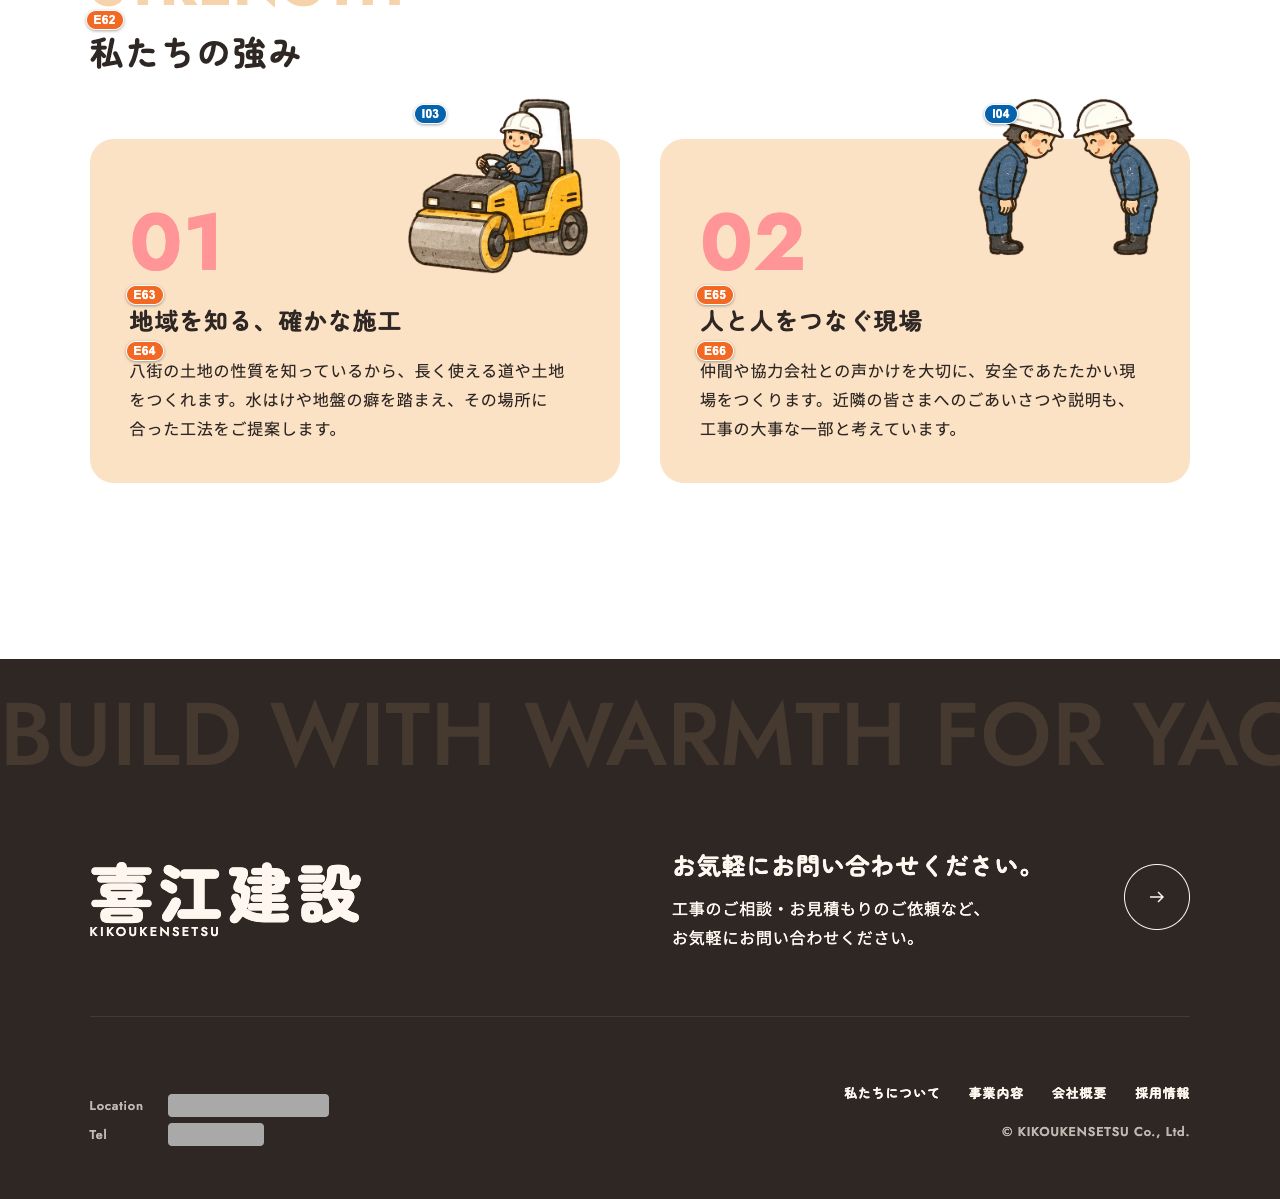 STRENGTH
E62
私たちの強み
I03
I04
01
E63
地域を知る、確かな施工
E64
八街の土地の性質を知っているから、長く使える道や土地
をつくれます。水はけや地盤の癖を踏まえ、その場所に
合った工法をご提案します。
02
E65
人と人をつなぐ現場
E66
仲間や協力会社との声かけを大切に、安全であたたかい現
場をつくります。近隣の皆さまへのごあいさつや説明も、
工事の大事な一部と考えています。
BUILD WITH WARMTH FOR YAC
喜江建設
KIKOUKENSETSU
お気軽にお問い合わせください。
工事のご相談・お見積もりのご依頼など、
お気軽にお問い合わせください。
→
Location
Tel
私たちについて 事業内容 会社概要 採用情報
© KIKOUKENSETSU Co., Ltd.